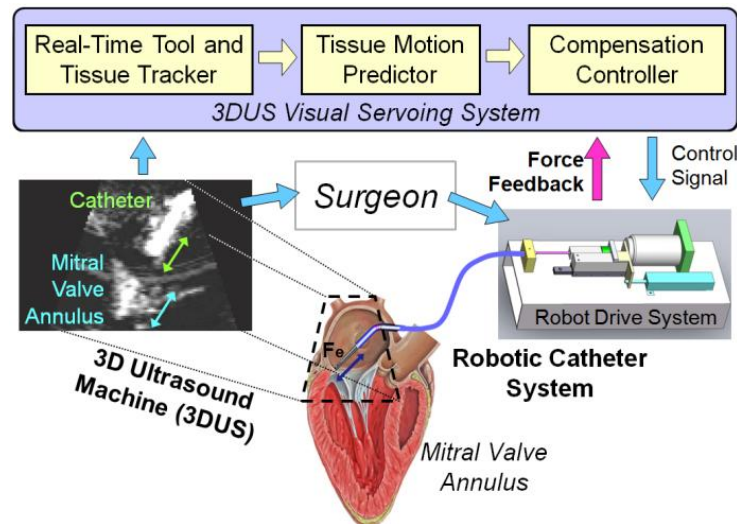 Real-Time Tool and
Tissue Tracker
Tissue Motion
Predictor
Compensation
Controller
3DUS Visual Servoing System
Catheter
Mitral
Valve
Annulus
3D Ultrasound
Machine (3DUS)
Surgeon
Force
Feedback
Control
Signal
Robot Drive System
Robotic Catheter
System
Fe
Mitral Valve
Annulus